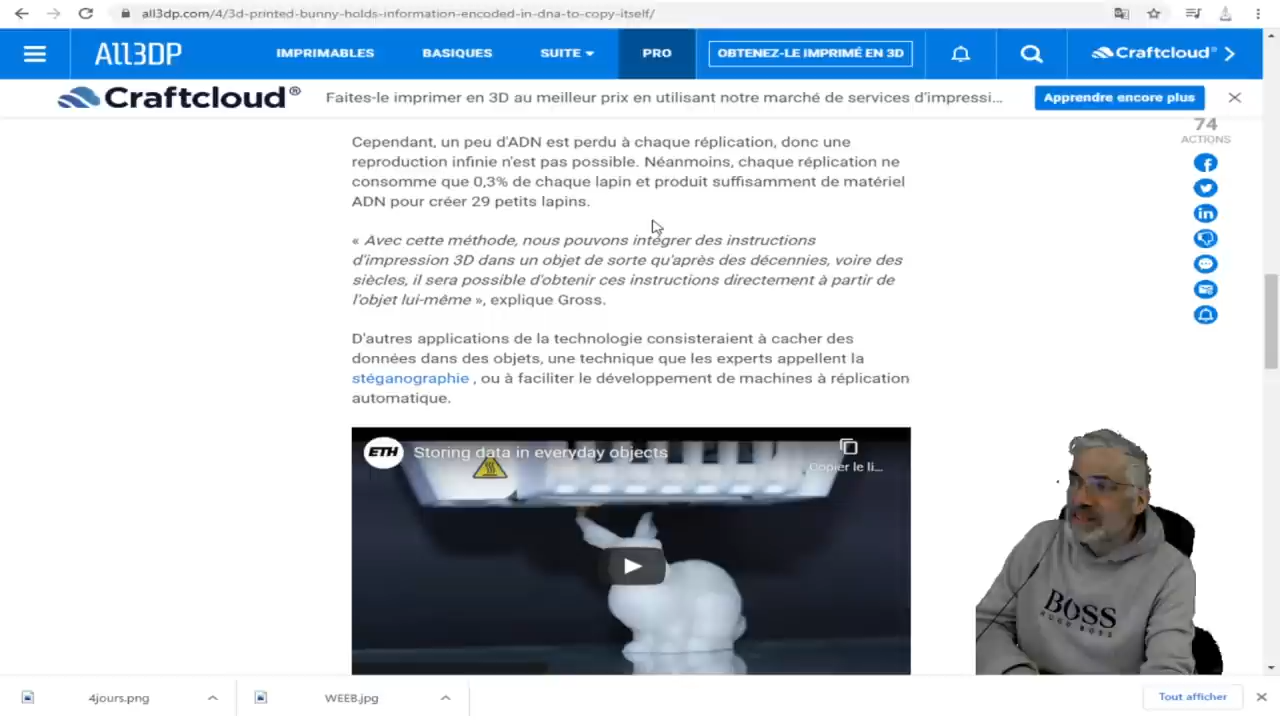 all3dp.com/4/3d-printed-bunny-holds-information-encoded-in-dna-to-copy-itself/
ALL3DP
IMPRIMABLES
BASIQUES
SUITE
PRO
OBTENEZ-LE IMPRIMÉ EN 3D
Craftcloud®
Craftcloud®
Faites-le imprimer en 3D au meilleur prix en utilisant notre marché de services d'impressi...
Apprendre encore plus
74
ACTIONS
Cependant, un peu d'ADN est perdu à chaque réplication, donc une
reproduction infinie n'est pas possible. Néanmoins, chaque réplication ne
consomme que 0,3% de chaque lapin et produit suffisamment de matériel
ADN pour créer 29 petits lapins.
« Avec cette méthode, nous pouvons intégrer des instructions
d'impression 3D dans un objet de sorte qu'après des décennies, voire des
siècles, il sera possible d'obtenir ces instructions directement à partir de
l'objet lui-même », explique Gross.
D'autres applications de la technologie consisteraient à cacher des
données dans des objets, une technique que les experts appellent la
stéganographie , ou à faciliter le développement de machines à réplication
automatique.
ETH
Storing data in everyday objects
Copier le li...
BOSS
HUGO BOSS
4jours.png
WEEB.jpg
Tout afficher